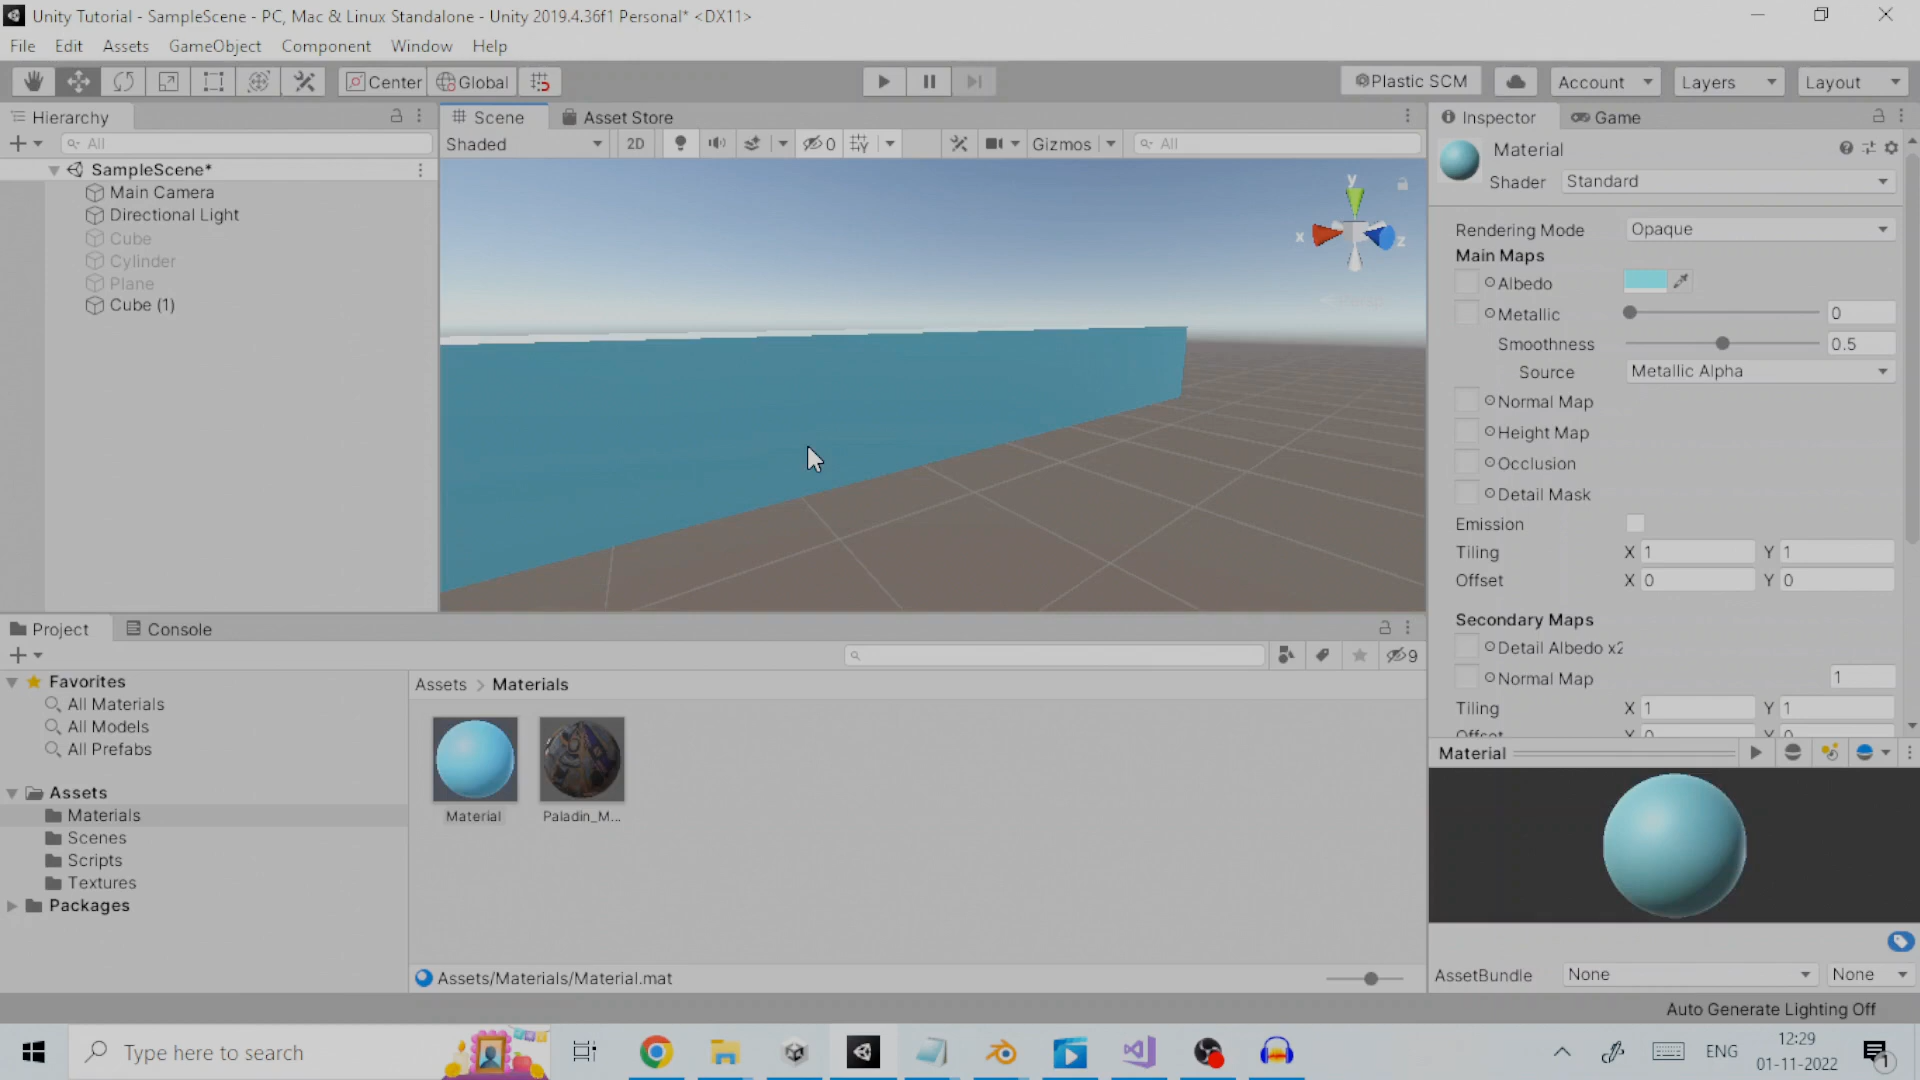 Unity Tutorial - SampleScene - PC, Mac & Linux Standalone - Unity 2019.4.36f1 Personal* <DX11>
File Edit Assets GameObject Component Window Help
Center Global Plastic SCM Account Layers Layout
Hierarchy
All
SampleScene*
Main Camera
Directional Light
Cube
Cylinder
Plane
Cube (1)
Scene Asset Store
Shaded 2D 0 Gizmos All
y
x
z
Inspector Game
Material
Shader Standard
Rendering Mode Opaque
Main Maps
Albedo
Metallic 0
Smoothness 0.5
Source Metallic Alpha
Normal Map
Height Map
Occlusion
Detail Mask
Emission
Tiling X 1 Y 1
Offset X 0 Y 0
Secondary Maps
Detail Albedo x2
Normal Map 1
Tiling X 1 Y 1
Offset X 0 Y 0
Material
AssetBundle None None
Project Console
9
Favorites
All Materials
All Models
All Prefabs
Assets
Materials
Scenes
Scripts
Textures
Packages
Assets > Materials
Material Paladin_M...
Assets/Materials/Material.mat
Auto Generate Lighting Off
Type here to search
ENG
12:29
01-11-2022
1